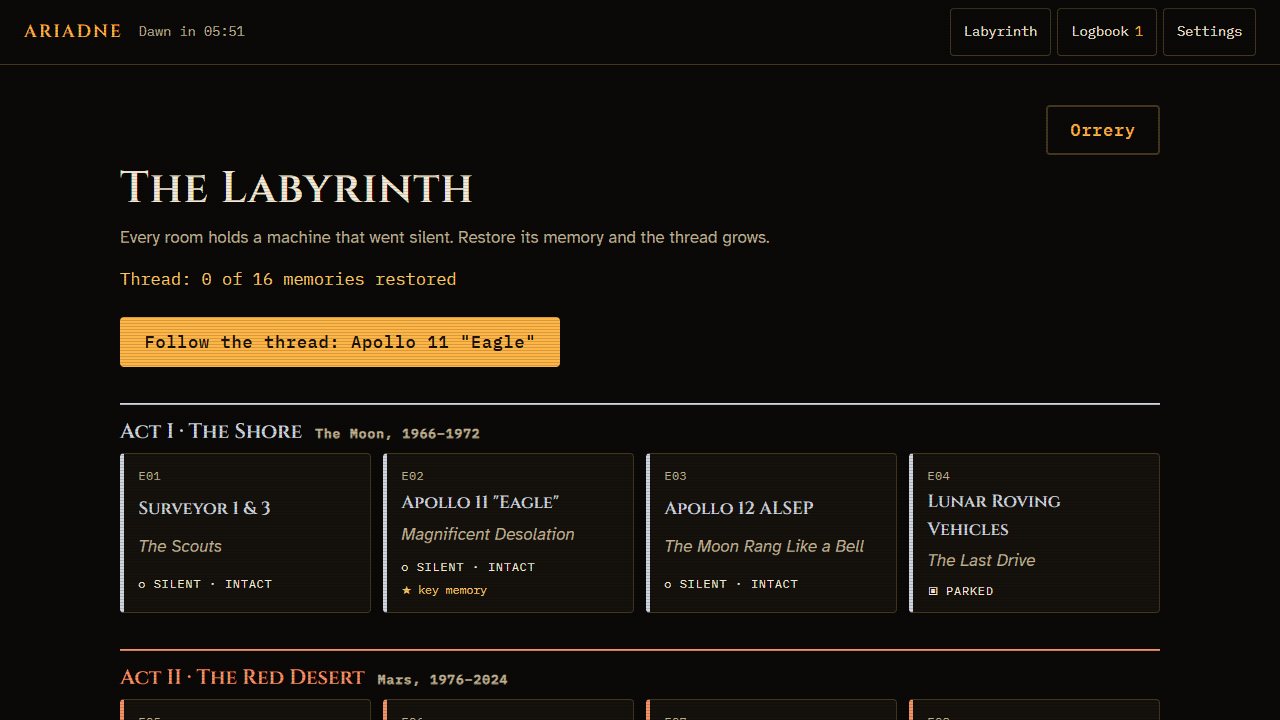 ARIADNE Dawn in 05:51 Labyrinth Logbook 1 Settings
Orrery
The Labyrinth
Every room holds a machine that went silent. Restore its memory and the thread grows.
Thread: 0 of 16 memories restored
Follow the thread: Apollo 11 "Eagle"
Act I · The Shore The Moon, 1966–1972
E01
Surveyor 1 & 3
The Scouts
○ SILENT · INTACT
E02
Apollo 11 "Eagle"
Magnificent Desolation
○ SILENT · INTACT
★ key memory
E03
Apollo 12 ALSEP
The Moon Rang Like a Bell
○ SILENT · INTACT
E04
Lunar Roving
Vehicles
The Last Drive
▣ PARKED
Act II · The Red Desert Mars, 1976–2024